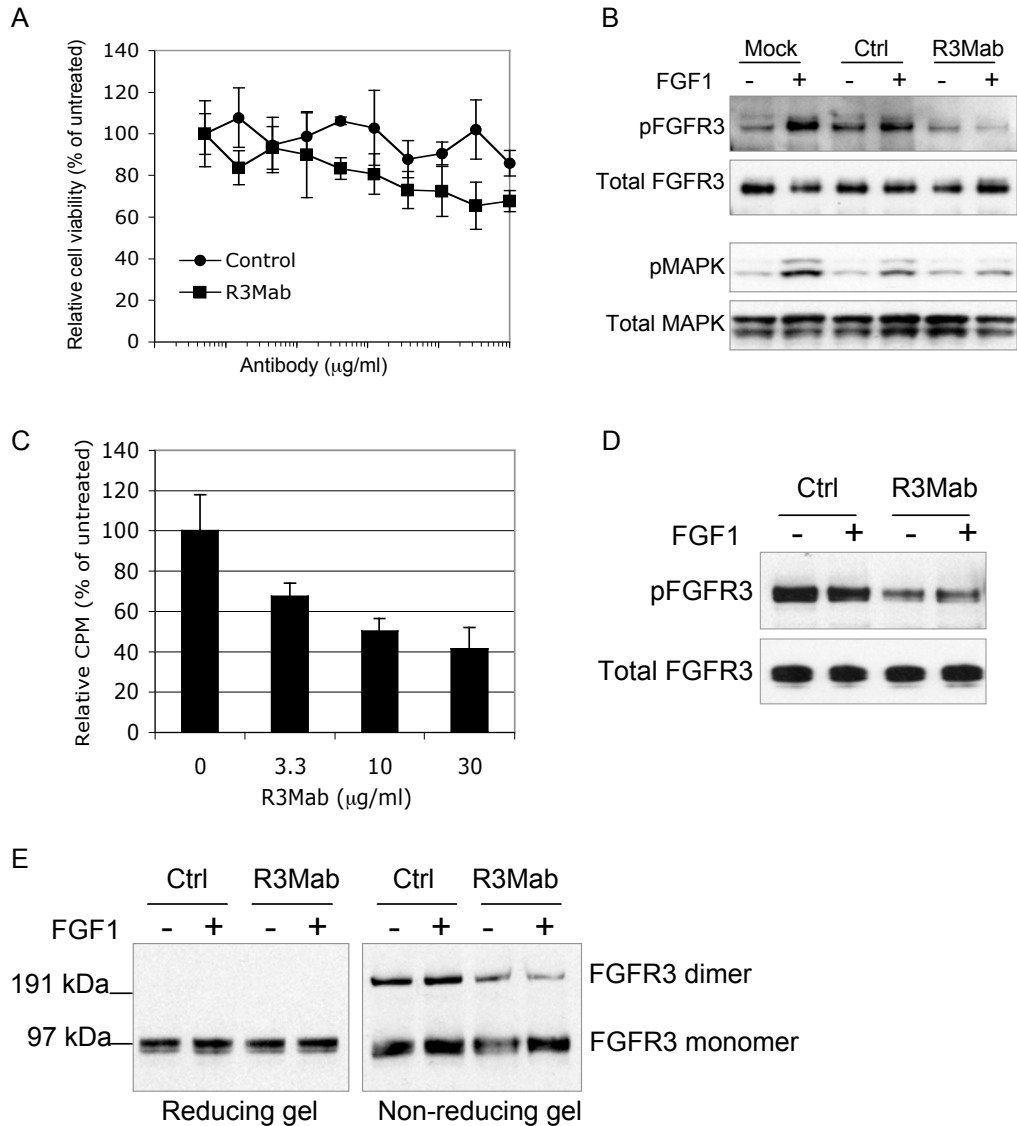 A
Relative cell viability (% of untreated)
140
120
100
80
60
40
20
0
Control
R3Mab
Antibody (µg/ml)
B
Mock Ctrl R3Mab
FGF1 - + - + - +
pFGFR3
Total FGFR3
pMAPK
Total MAPK
C
Relative CPM (% of untreated)
140
120
100
80
60
40
20
0
0 3.3 10 30
R3Mab (µg/ml)
D
Ctrl R3Mab
FGF1 - + - +
pFGFR3
Total FGFR3
E
Ctrl R3Mab Ctrl R3Mab
FGF1 - + - + - + - +
191 kDa
97 kDa
FGFR3 dimer
FGFR3 monomer
Reducing gel Non-reducing gel